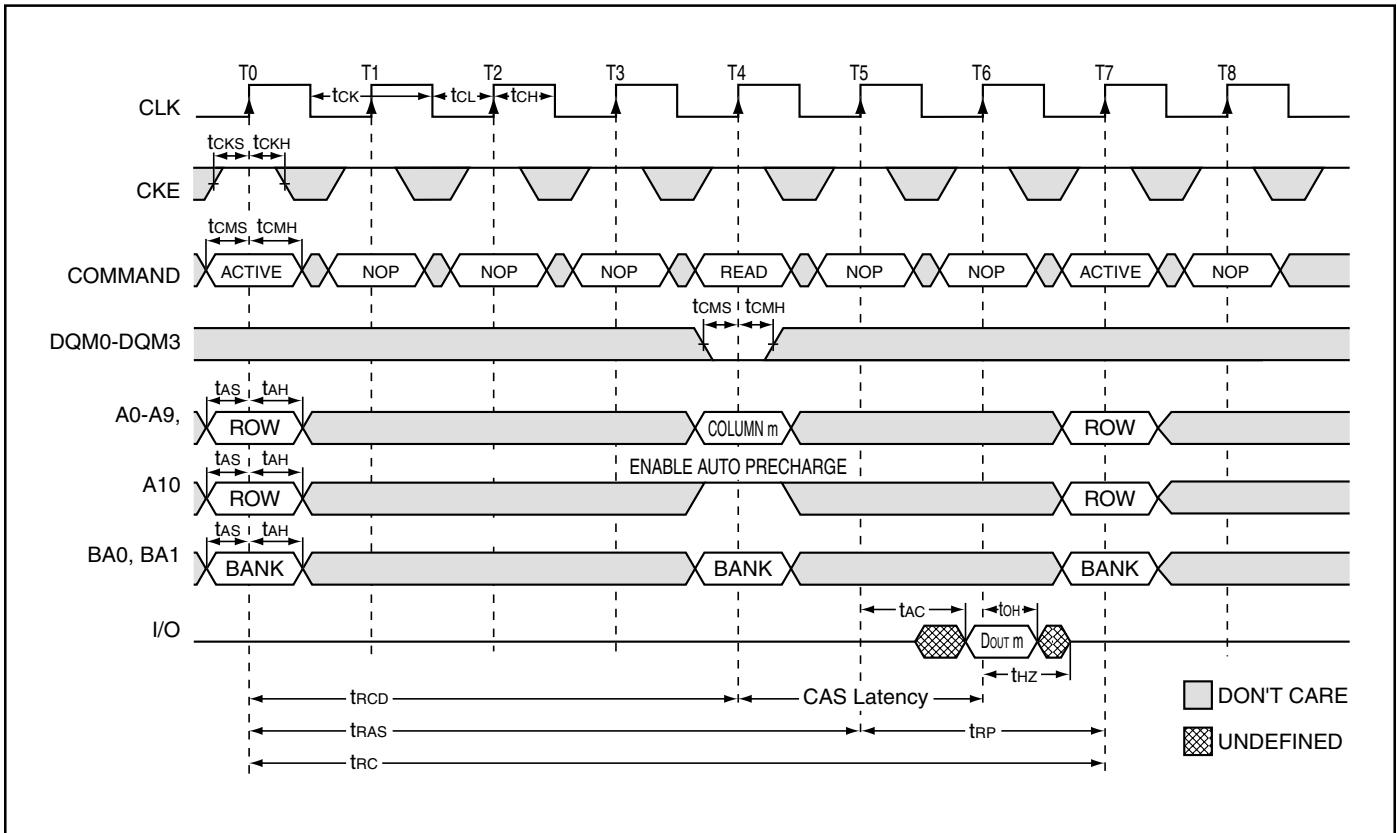 T0 T1 T2 T3 T4 T5 T6 T7 T8
CLK tCK tCL tCH
tCKS tCKH
CKE
tCMS tCMH
COMMAND ACTIVE NOP NOP NOP READ NOP NOP ACTIVE NOP
tCMS tCMH
DQM0-DQM3
tAS tAH
A0-A9, ROW COLUMN m ROW
tAS tAH ENABLE AUTO PRECHARGE
A10 ROW ROW
tAS tAH
BA0, BA1 BANK BANK BANK
tAC tOH
I/O DOUT m
tHZ
tRCD CAS Latency DON'T CARE
tRAS tRP UNDEFINED
tRC